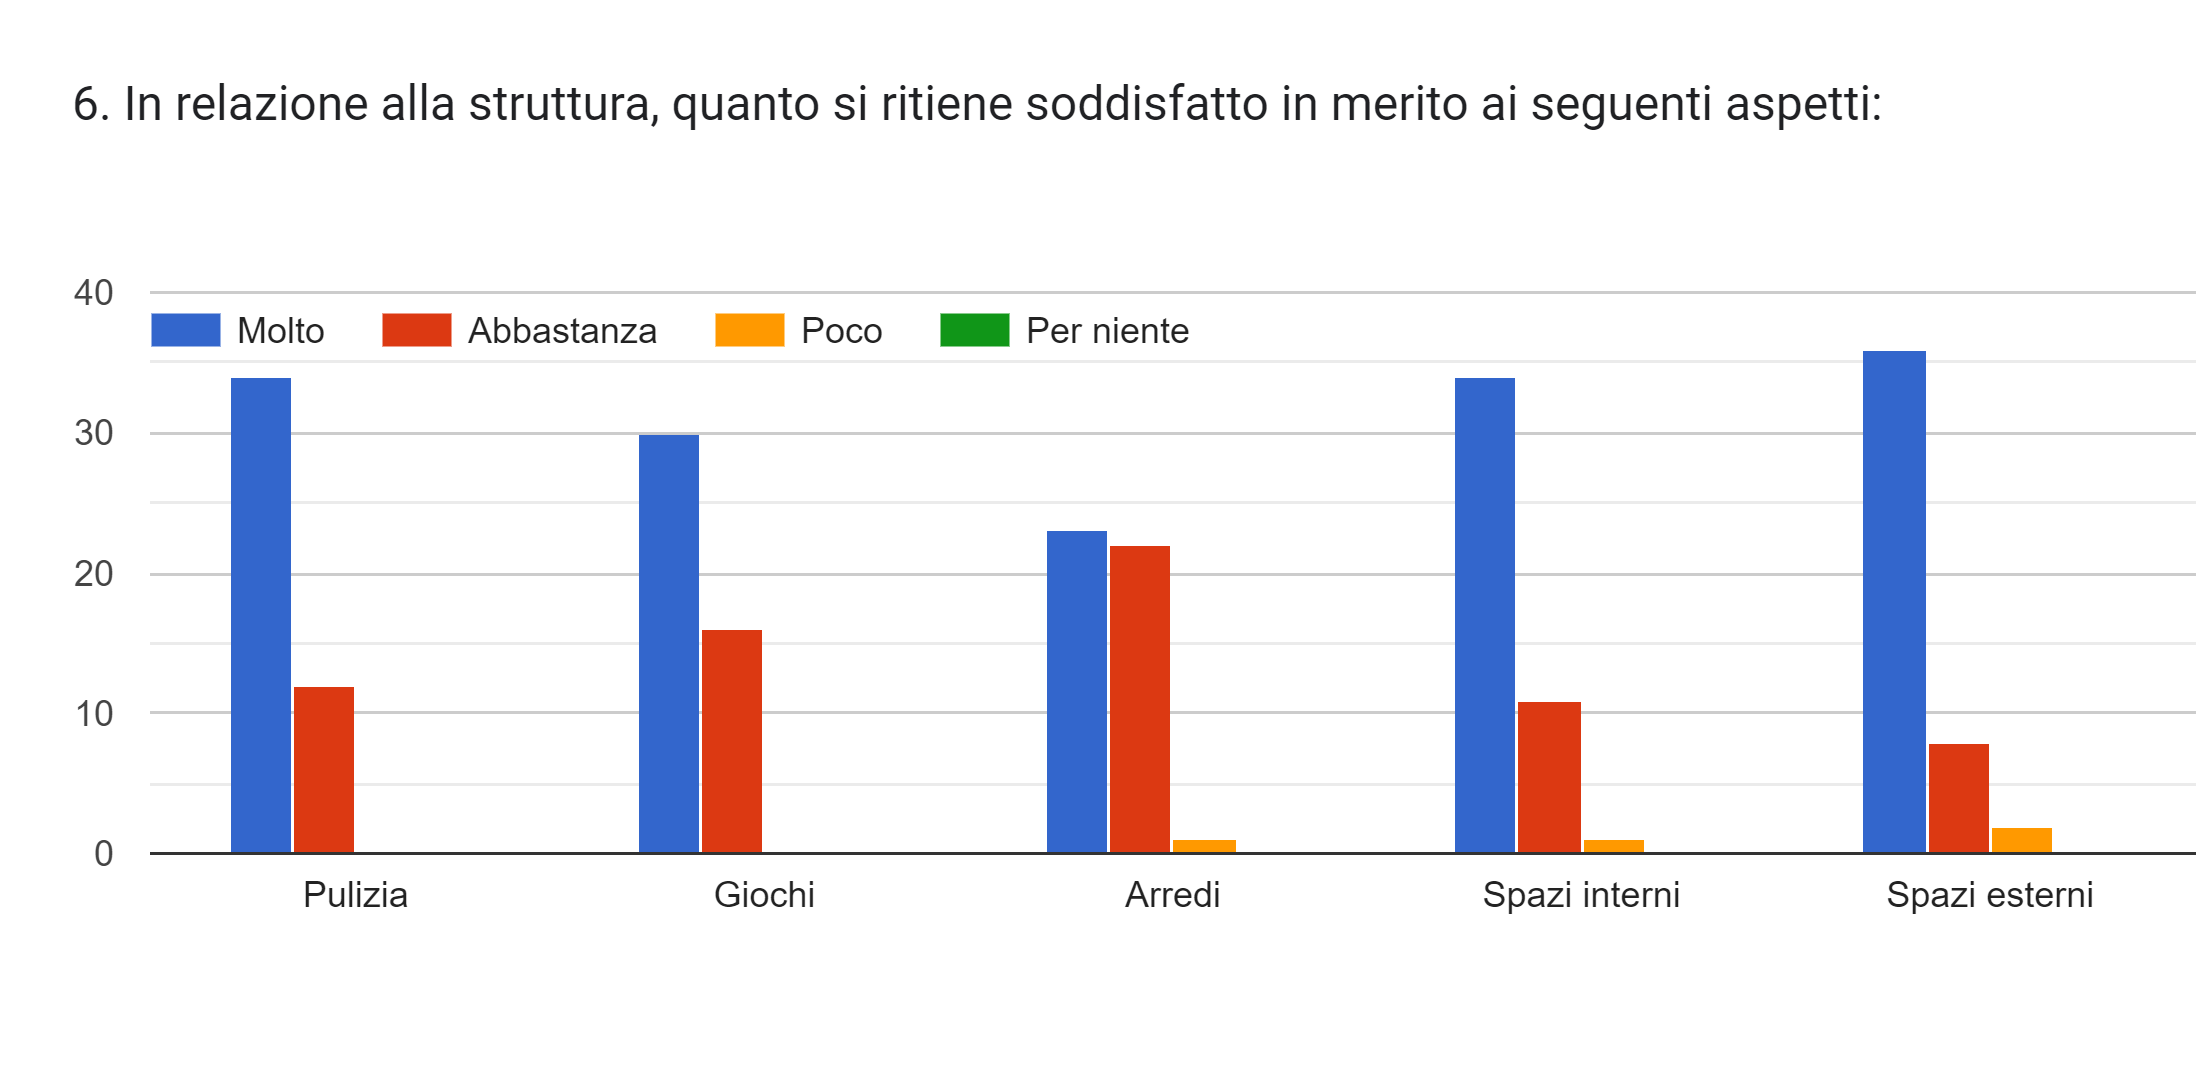 6. In relazione alla struttura, quanto si ritiene soddisfatto in merito ai seguenti aspetti:
40
Molto Abbastanza Poco Per niente
30
20
10
0
Pulizia Giochi Arredi Spazi interni Spazi esterni